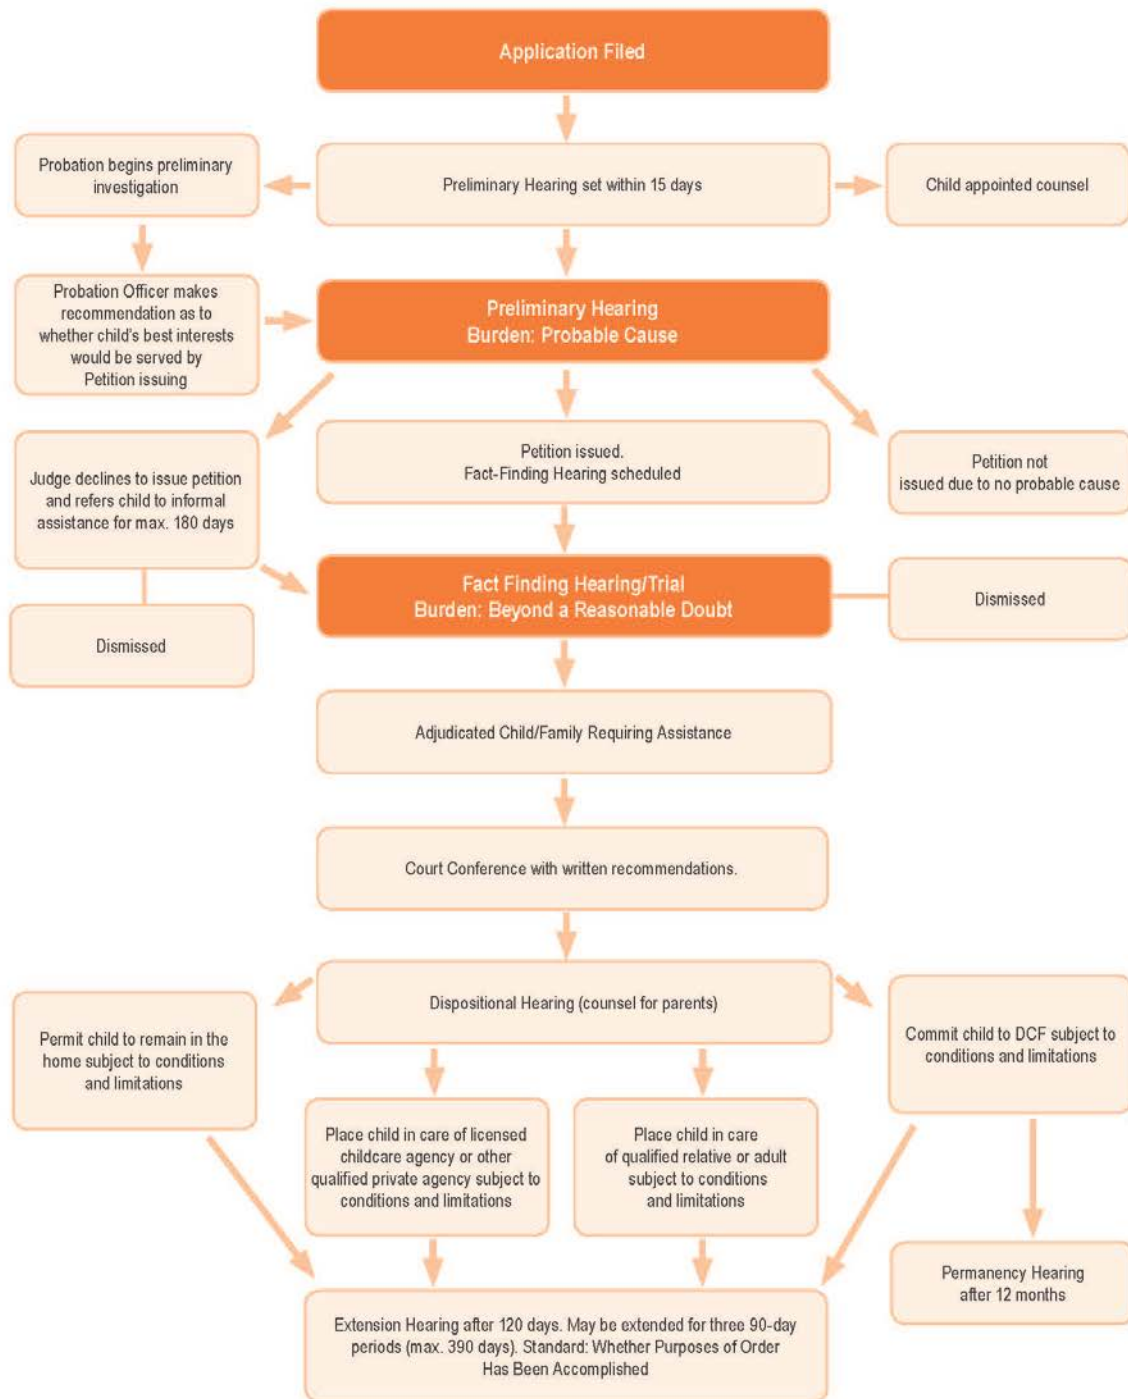 Application Filed
Probation begins preliminary
investigation
Preliminary Hearing set within 15 days
Child appointed counsel
Probation Officer makes
recommendation as to
whether child's best interests
would be served by
Petition issuing
Preliminary Hearing
Burden: Probable Cause
Judge declines to issue petition
and refers child to informal
assistance for max. 180 days
Petition issued.
Fact-Finding Hearing scheduled
Petition not
issued due to no probable cause
Dismissed
Fact Finding Hearing/Trial
Burden: Beyond a Reasonable Doubt
Dismissed
Adjudicated Child/Family Requiring Assistance
Court Conference with written recommendations.
Dispositional Hearing (counsel for parents)
Permit child to remain in the
home subject to conditions
and limitations
Commit child to DCF subject to
conditions and limitations
Place child in care of licensed
childcare agency or other
qualified private agency subject to
conditions and limitations
Place child in care
of qualified relative or adult
subject to conditions
and limitations
Permanency Hearing
after 12 months
Extension Hearing after 120 days. May be extended for three 90-day
periods (max. 390 days). Standard: Whether Purposes of Order
Has Been Accomplished